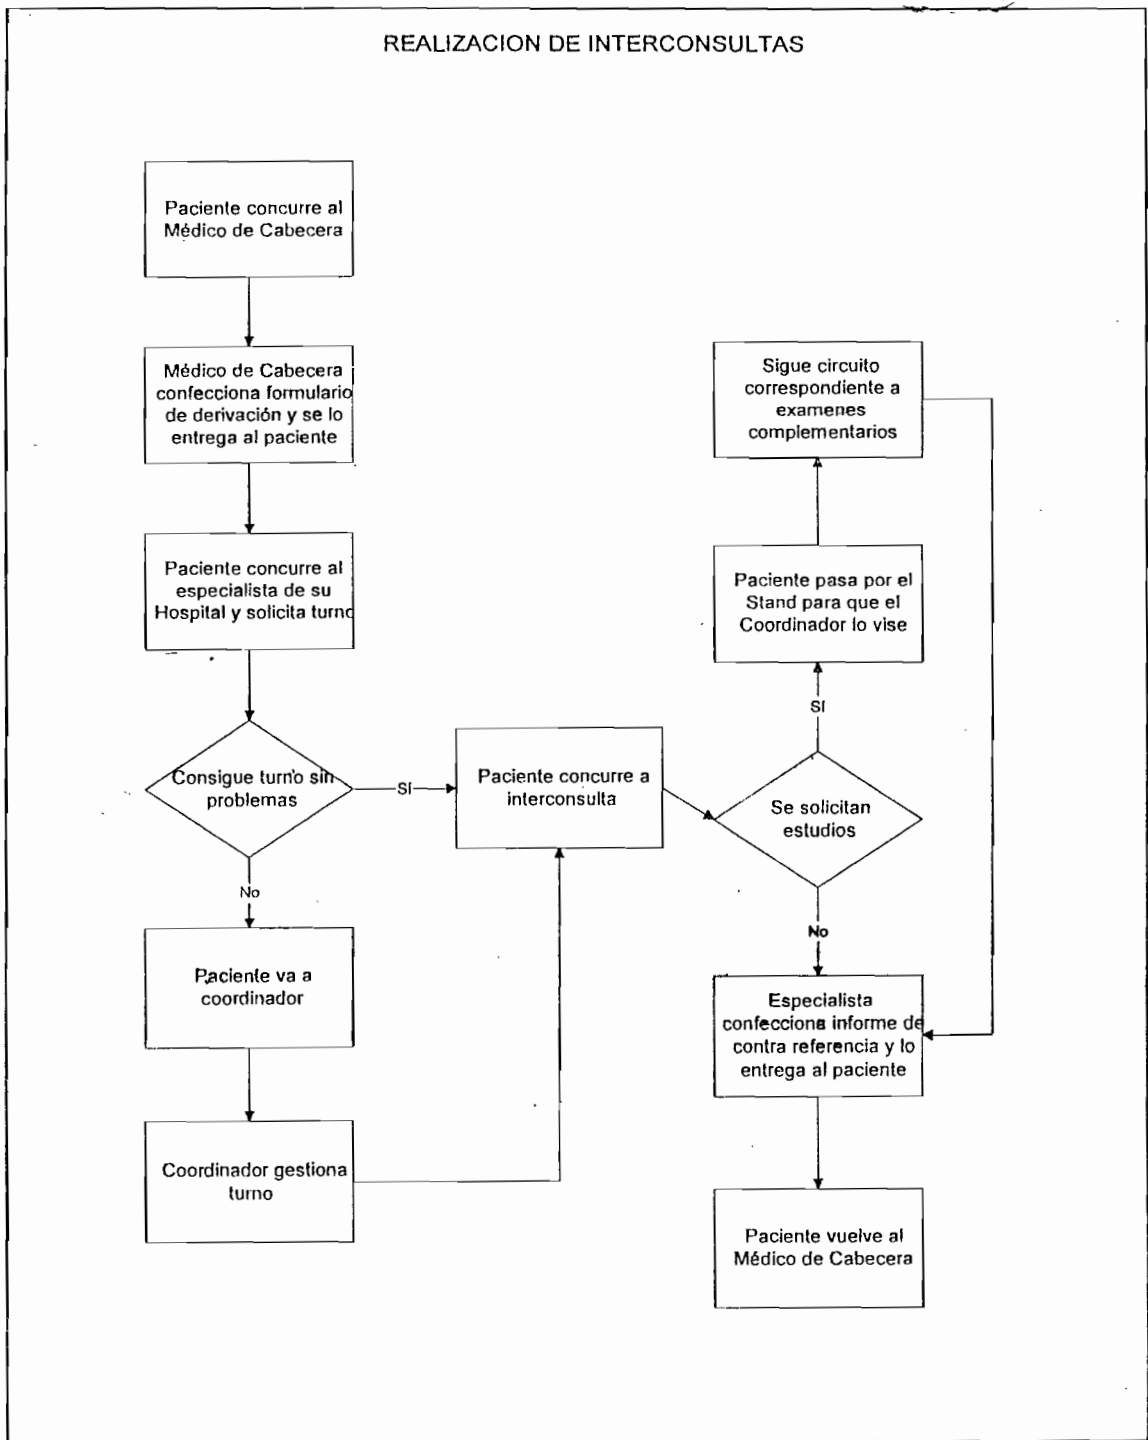 REALIZACION DE INTERCONSULTAS
Paciente concurre al
Médico de Cabecera
Médico de Cabecera
confecciona formulario
de derivación y se lo
entrega al paciente
Paciente concurre al
especialista de su
Hospital y solicita turno
Consigue turno sin
problemas
Sí
No
Paciente va a
coordinador
Coordinador gestiona
turno
Paciente concurre a
interconsulta
Se solicitan
estudios
SÍ
Paciente pasa por el
Stand para que el
Coordinador lo vise
Sigue circuito
correspondiente a
examenes
complementarios
No
Especialista
confecciona informe de
contra referencia y lo
entrega al paciente
Paciente vuelve al
Médico de Cabecera